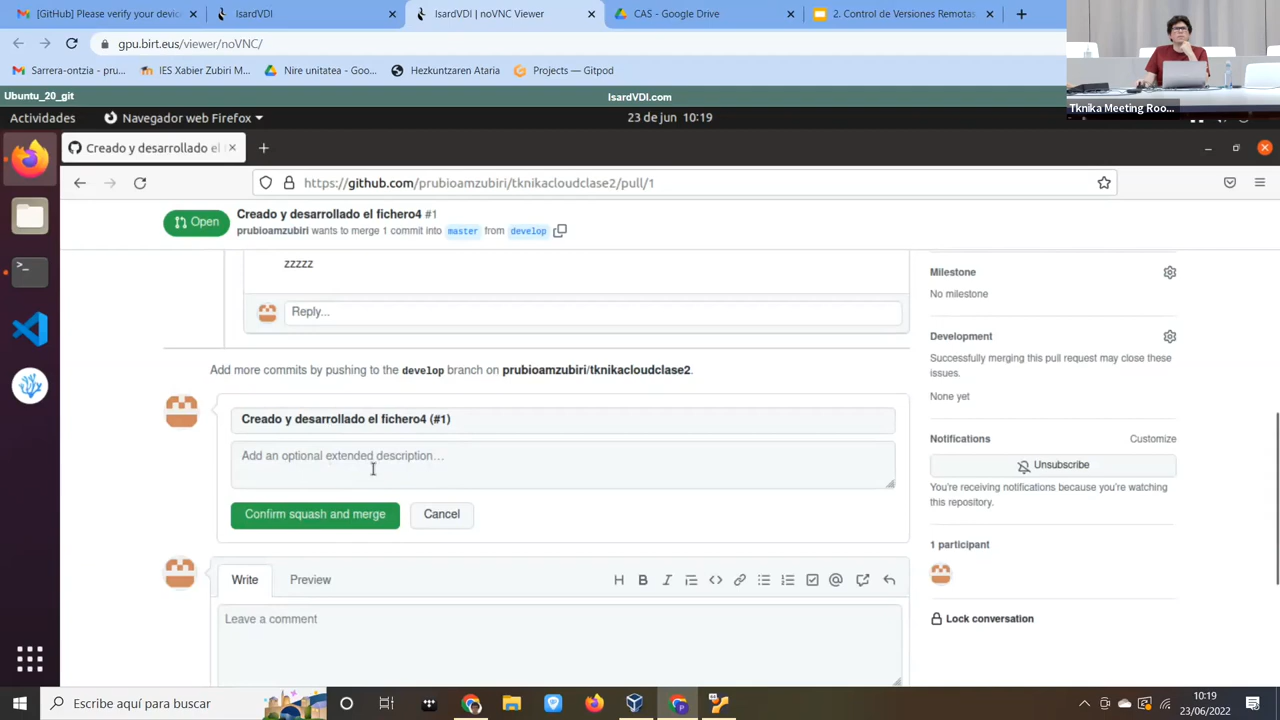 Please verify your device
IsardVDI
IsardVDI | noVNC Viewer
CAS - Google Drive
2. Control de Versiones Remotas
gpu.birt.eus/viewer/noVNC/
Sarrera-ontzia - pru...
IES Xabier Zubiri M...
Nire unitatea - Goo...
Hezkuntzaren Ataria
Projects — Gitpod
Tknika Meeting Roo...
Ubuntu_20_git
IsardVDI.com
Actividades
Navegador web Firefox
23 de jun 10:19
Creado y desarrollado el
https://github.com/prubioamzubiri/tknikacloudclase2/pull/1
Open
Creado y desarrollado el fichero4 #1
prubioamzubiri wants to merge 1 commit into master from develop
zzzzz
Reply...
Add more commits by pushing to the develop branch on prubioamzubiri/tknikacloudclase2.
Creado y desarrollado el fichero4 (#1)
Add an optional extended description...
Confirm squash and merge
Cancel
Write
Preview
Leave a comment
Milestone
No milestone
Development
Successfully merging this pull request may close these
issues.
None yet
Notifications
Customize
Unsubscribe
You're receiving notifications because you're watching
this repository.
1 participant
Lock conversation
Escribe aquí para buscar
10:19
23/06/2022